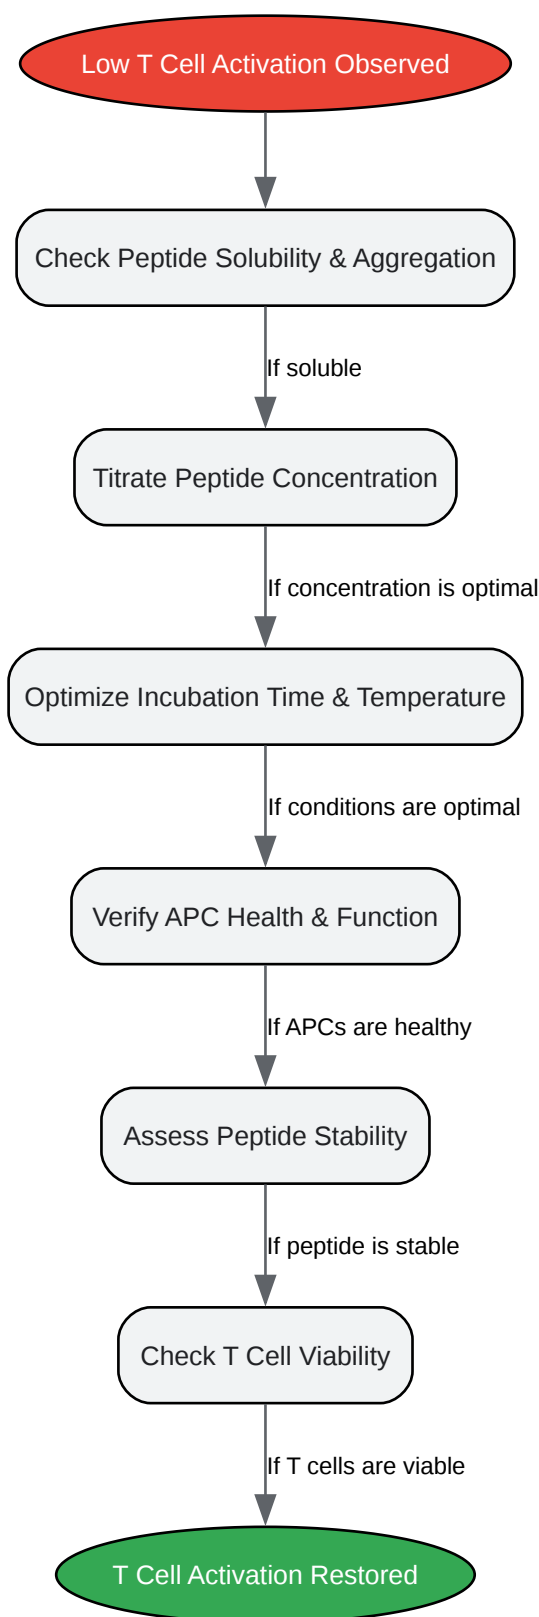 Low T Cell Activation Observed
Check Peptide Solubility & Aggregation
If soluble
Titrate Peptide Concentration
If concentration is optimal
Optimize Incubation Time & Temperature
If conditions are optimal
Verify APC Health & Function
If APCs are healthy
Assess Peptide Stability
If peptide is stable
Check T Cell Viability
If T cells are viable
T Cell Activation Restored